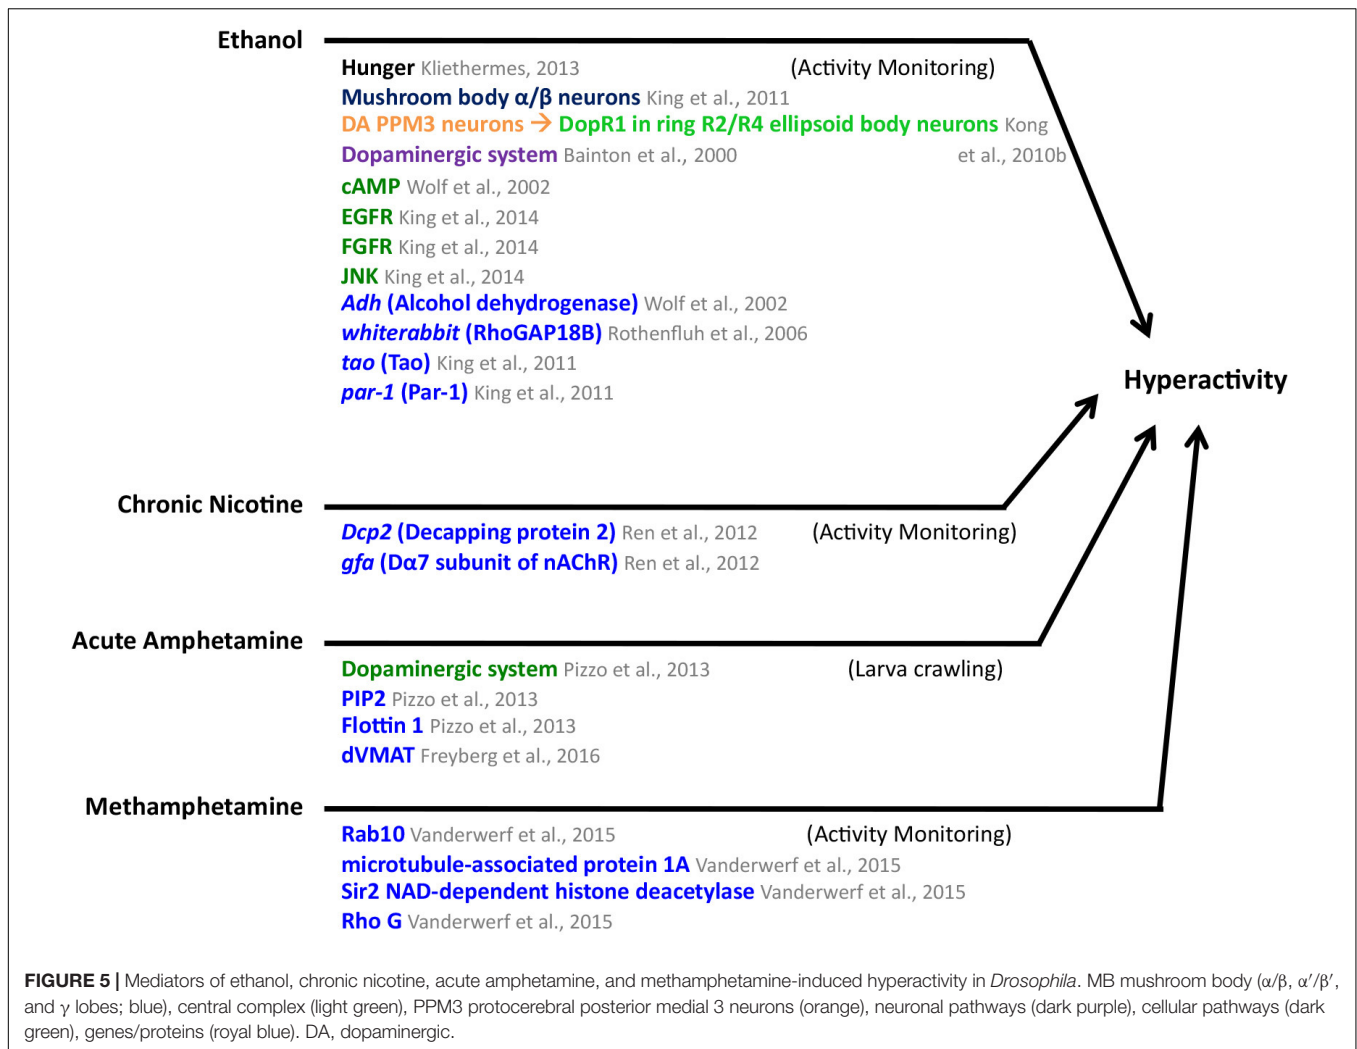 Ethanol
Hunger Kliethermes, 2013 (Activity Monitoring)
Mushroom body α/β neurons King et al., 2011
DA PPM3 neurons → DopR1 in ring R2/R4 ellipsoid body neurons Kong
Dopaminergic system Bainton et al., 2000 et al., 2010b
cAMP Wolf et al., 2002
EGFR King et al., 2014
FGFR King et al., 2014
JNK King et al., 2014
Adh (Alcohol dehydrogenase) Wolf et al., 2002
whiterabbit (RhoGAP18B) Rothenfluh et al., 2006
tao (Tao) King et al., 2011
par-1 (Par-1) King et al., 2011
Hyperactivity
Chronic Nicotine
Dcp2 (Decapping protein 2) Ren et al., 2012 (Activity Monitoring)
gfa (Dα7 subunit of nAChR) Ren et al., 2012
Acute Amphetamine
Dopaminergic system Pizzo et al., 2013 (Larva crawling)
PIP2 Pizzo et al., 2013
Flottin 1 Pizzo et al., 2013
dVMAT Freyberg et al., 2016
Methamphetamine
Rab10 Vanderwerf et al., 2015 (Activity Monitoring)
microtubule-associated protein 1A Vanderwerf et al., 2015
Sir2 NAD-dependent histone deacetylase Vanderwerf et al., 2015
Rho G Vanderwerf et al., 2015
FIGURE 5 | Mediators of ethanol, chronic nicotine, acute amphetamine, and methamphetamine-induced hyperactivity in Drosophila. MB mushroom body (α/β, α′/β′,
and γ lobes; blue), central complex (light green), PPM3 protocerebral posterior medial 3 neurons (orange), neuronal pathways (dark purple), cellular pathways (dark
green), genes/proteins (royal blue). DA, dopaminergic.